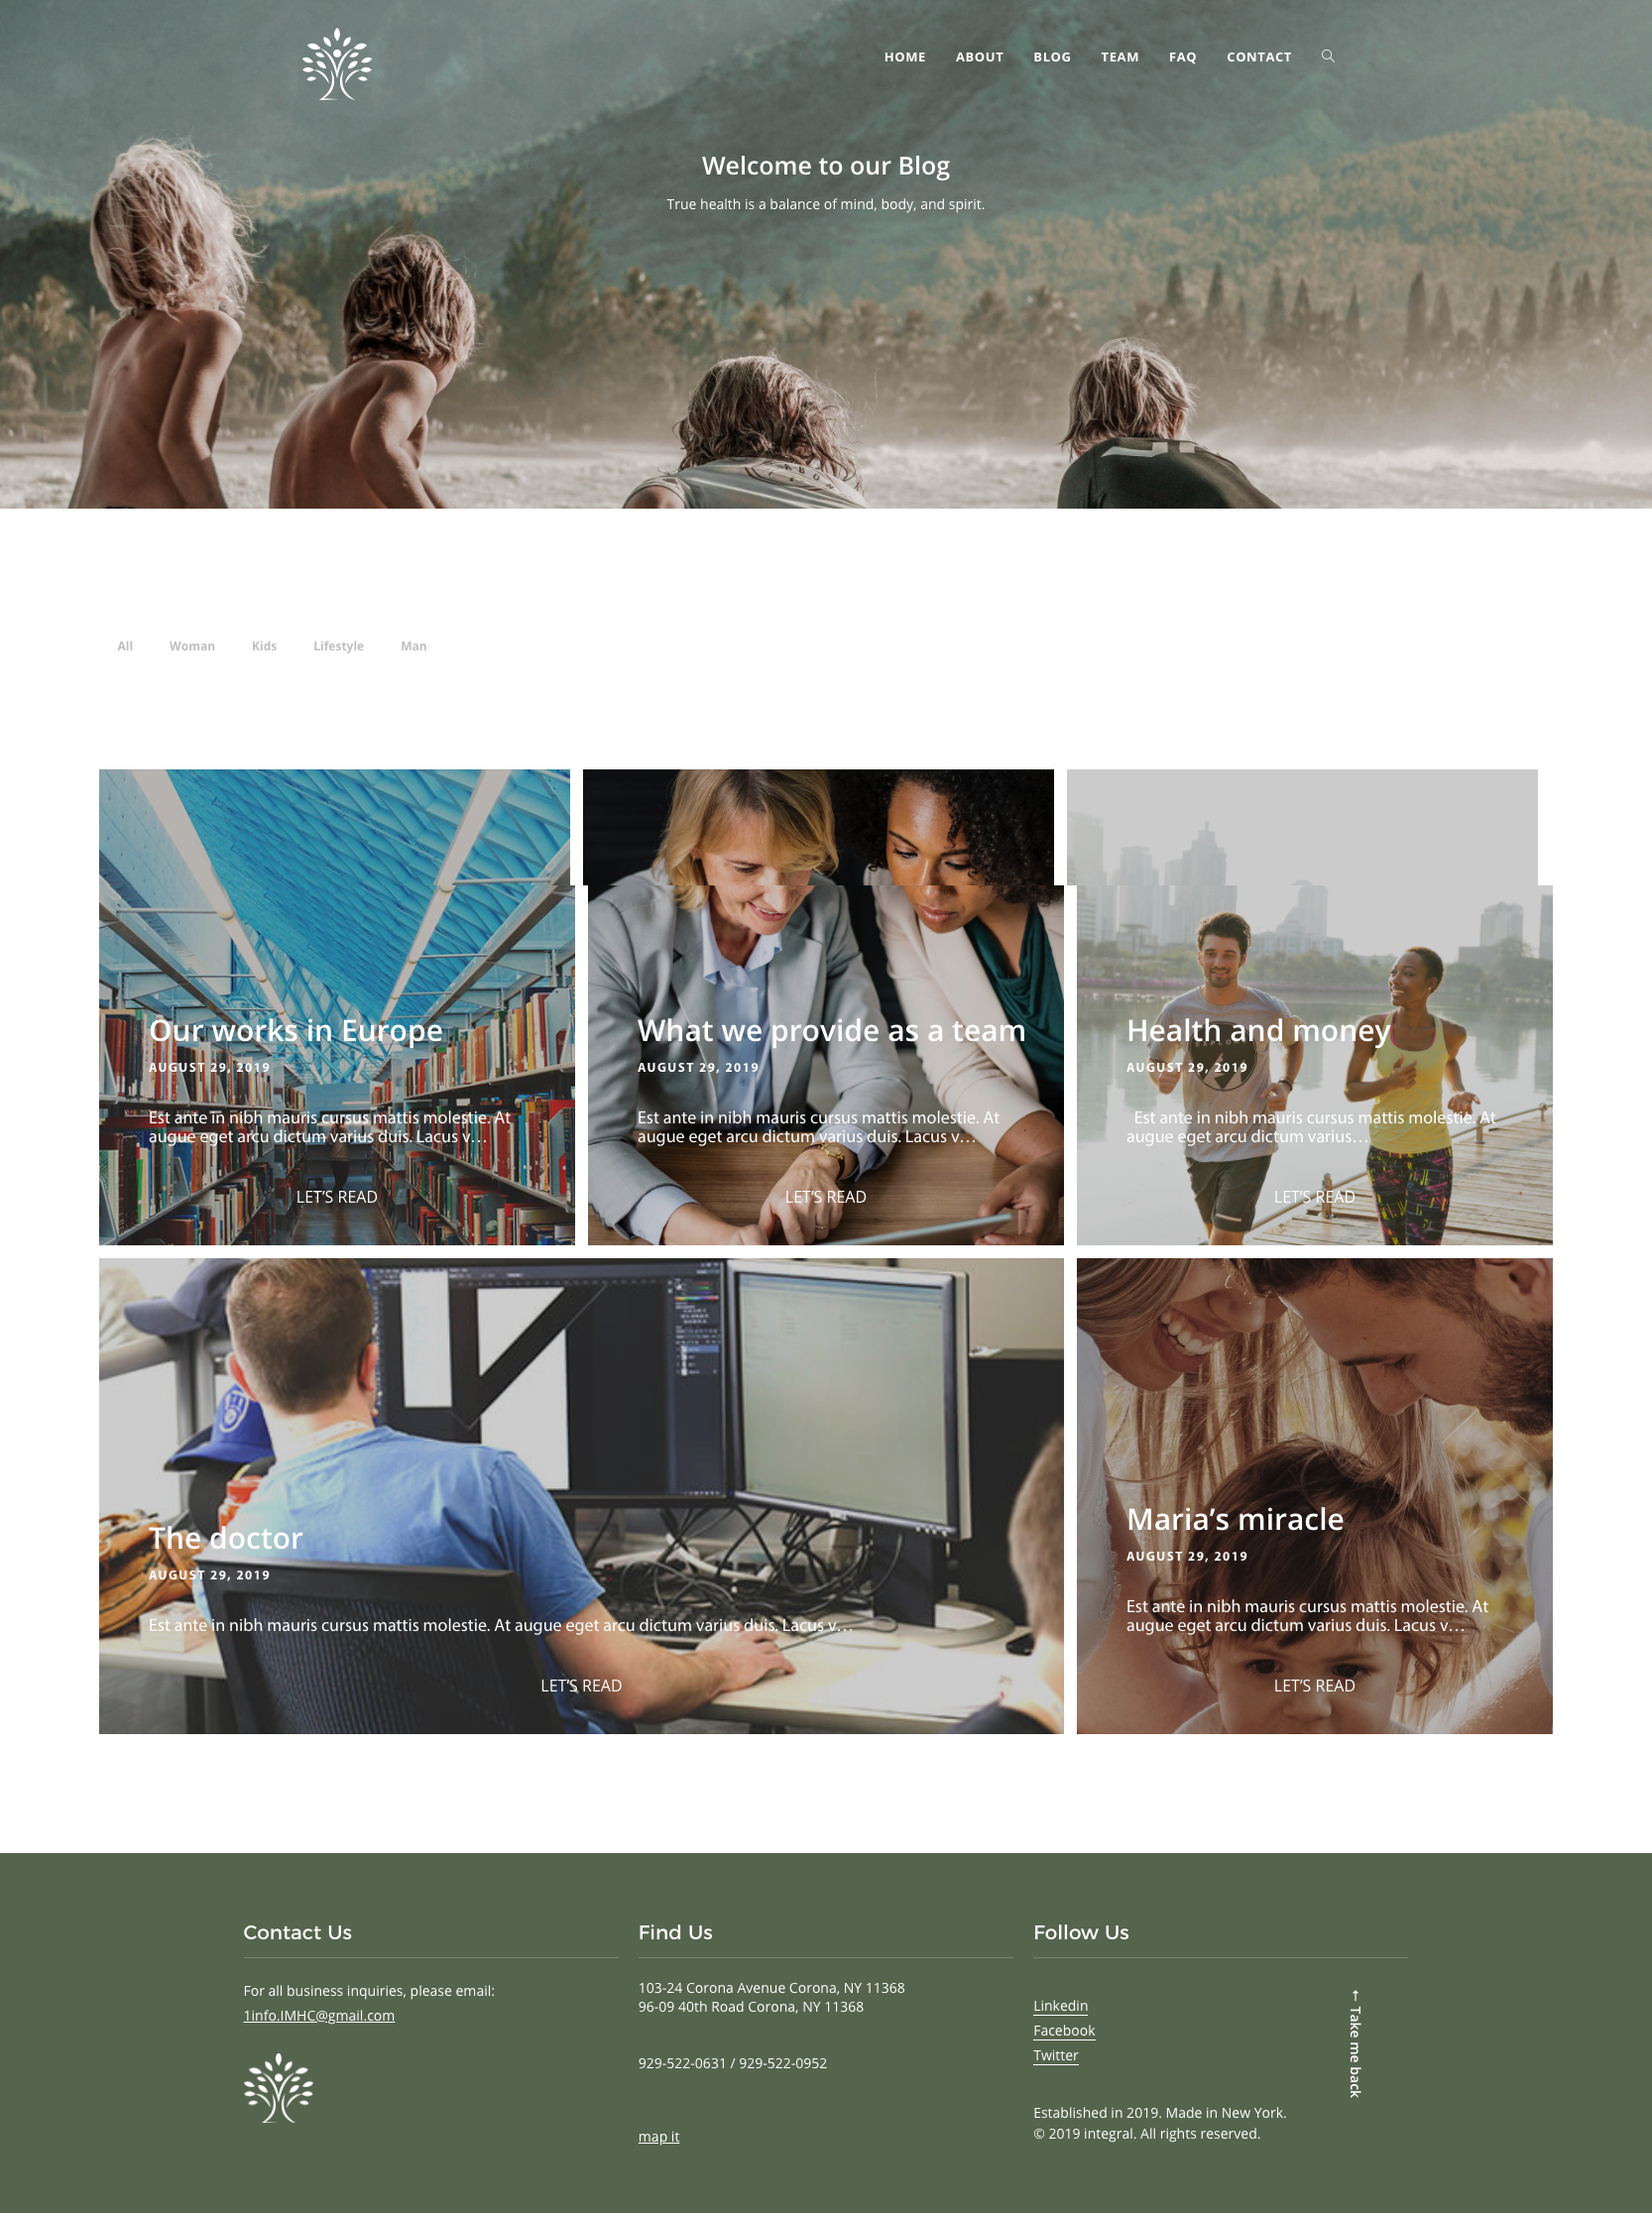 HOME ABOUT BLOG TEAM FAQ CONTACT
Welcome to our Blog
True health is a balance of mind, body, and spirit.
All Woman Kids Lifestyle Man
Our works in Europe
AUGUST 29, 2019
Est ante in nibh mauris cursus mattis molestie. At
augue eget arcu dictum varius duis. Lacus v…
LET’S READ
What we provide as a team
AUGUST 29, 2019
Est ante in nibh mauris cursus mattis molestie. At
augue eget arcu dictum varius duis. Lacus v…
LET’S READ
Health and money
AUGUST 29, 2019
Est ante in nibh mauris cursus mattis molestie. At
augue eget arcu dictum varius…
LET’S READ
The doctor
AUGUST 29, 2019
Est ante in nibh mauris cursus mattis molestie. At augue eget arcu dictum varius duis. Lacus v…
LET’S READ
Maria’s miracle
AUGUST 29, 2019
Est ante in nibh mauris cursus mattis molestie. At
augue eget arcu dictum varius duis. Lacus v…
LET’S READ
Contact Us
For all business inquiries, please email:
1info.IMHC@gmail.com
Find Us
103-24 Corona Avenue Corona, NY 11368
96-09 40th Road Corona, NY 11368
929-522-0631 / 929-522-0952
map it
Follow Us
Linkedin
Facebook
Twitter
Established in 2019. Made in New York.
© 2019 integral. All rights reserved.
← Take me back